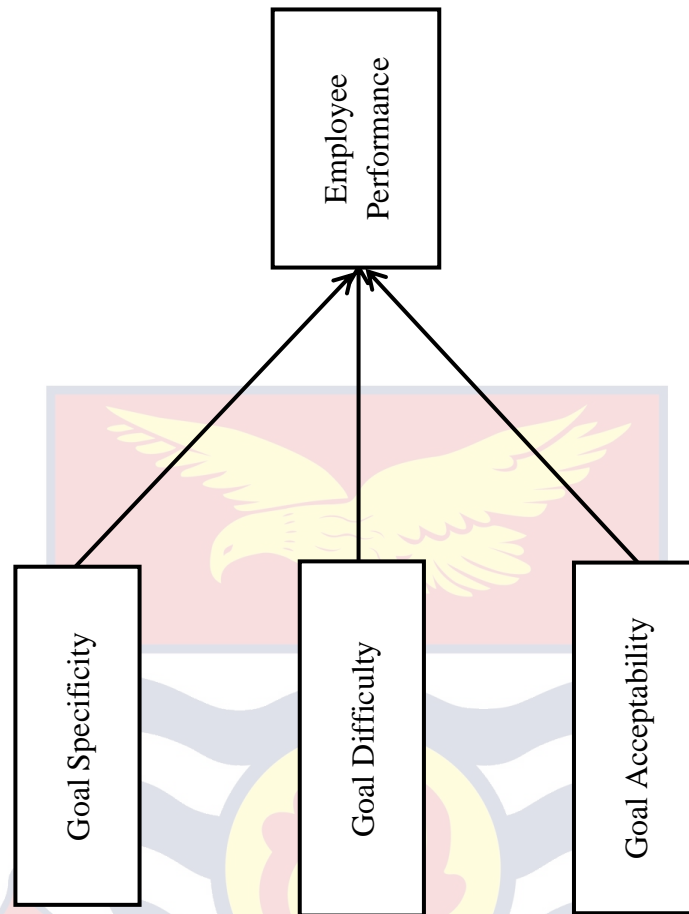 Goal Specificity
Goal Difficulty
Goal Acceptability
Employee
Performance